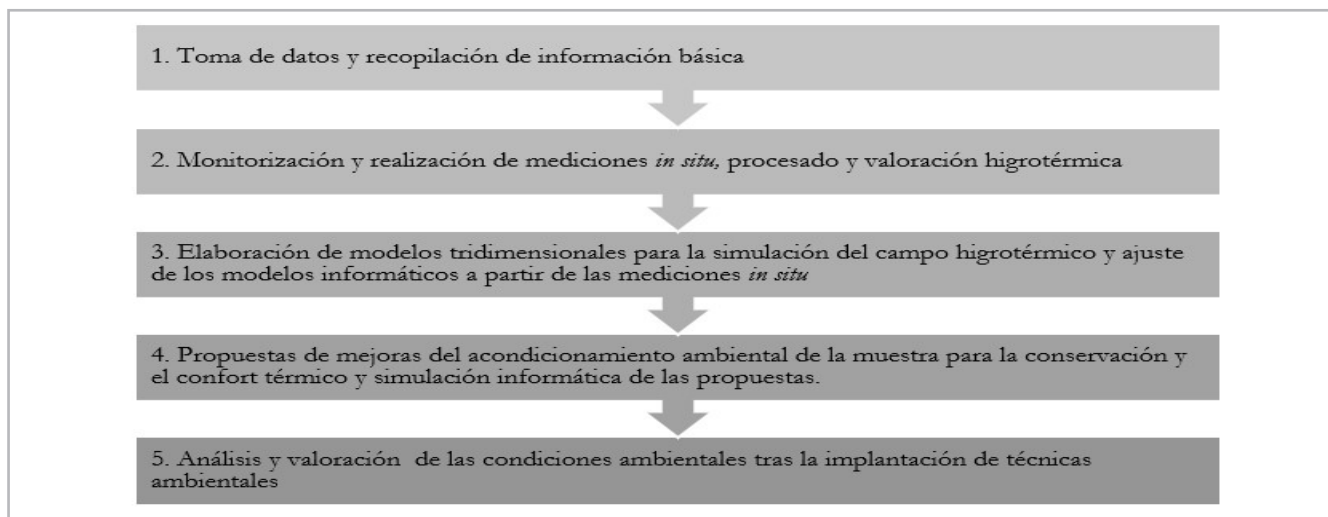 1. Toma de datos y recopilación de información básica
2. Monitorización y realización de mediciones in situ, procesado y valoración higrotérmica
3. Elaboración de modelos tridimensionales para la simulación del campo higrotérmico y ajuste
de los modelos informáticos a partir de las mediciones in situ
4. Propuestas de mejoras del acondicionamiento ambiental de la muestra para la conservación y
el confort térmico y simulación informática de las propuestas.
5. Análisis y valoración de las condiciones ambientales tras la implantación de técnicas
ambientales